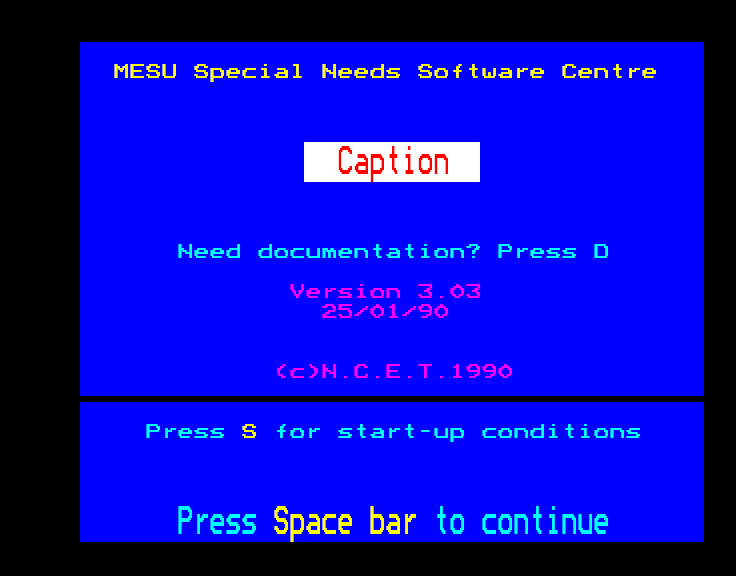 MESU Special Needs Software Centre
Caption
Need documentation? Press D
Version 3.03
25/01/90
(c)N.C.E.T.1990
Press S for start-up conditions
Press Space bar to continue